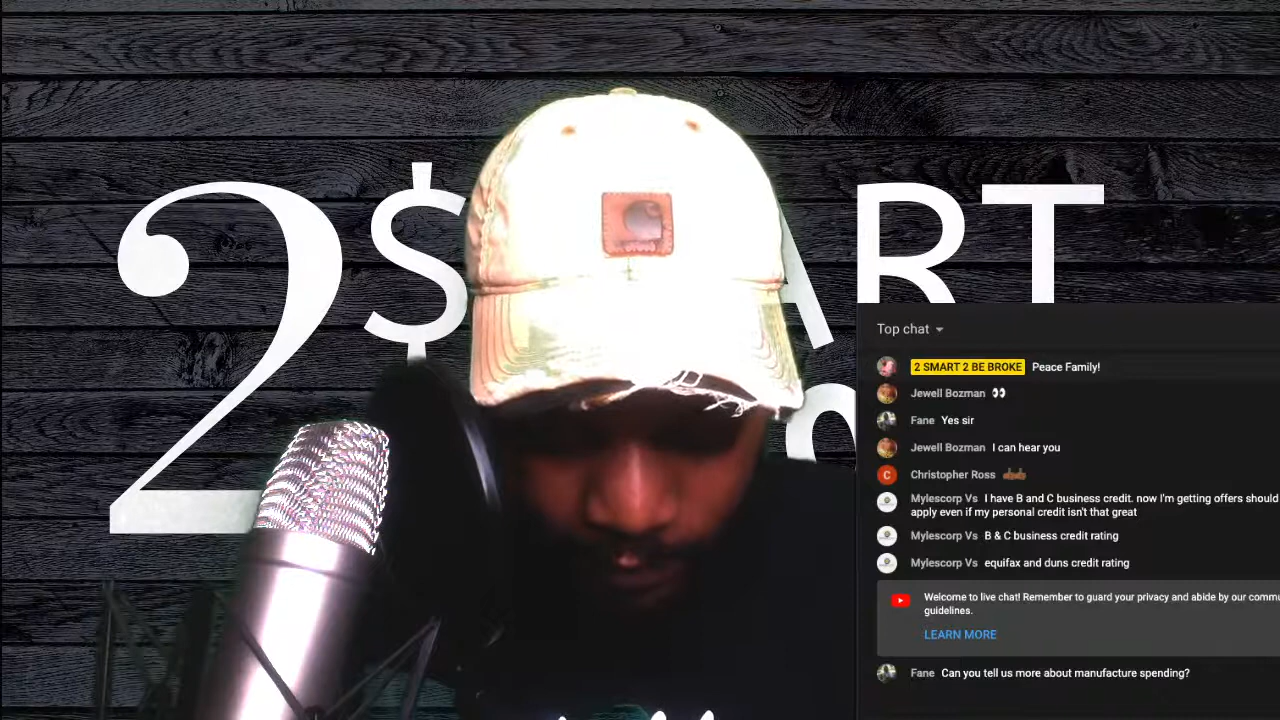 2 $ ART
Top chat
2 SMART 2 BE BROKE Peace Family!
Jewell Bozman 👀
Fane Yes sir
Jewell Bozman I can hear you
C Christopher Ross
Mylescorp Vs I have B and C business credit. now I'm getting offers should
apply even if my personal credit isn't that great
Mylescorp Vs B & C business credit rating
Mylescorp Vs equifax and duns credit rating
Welcome to live chat! Remember to guard your privacy and abide by our commu
guidelines.
LEARN MORE
Fane Can you tell us more about manufacture spending?